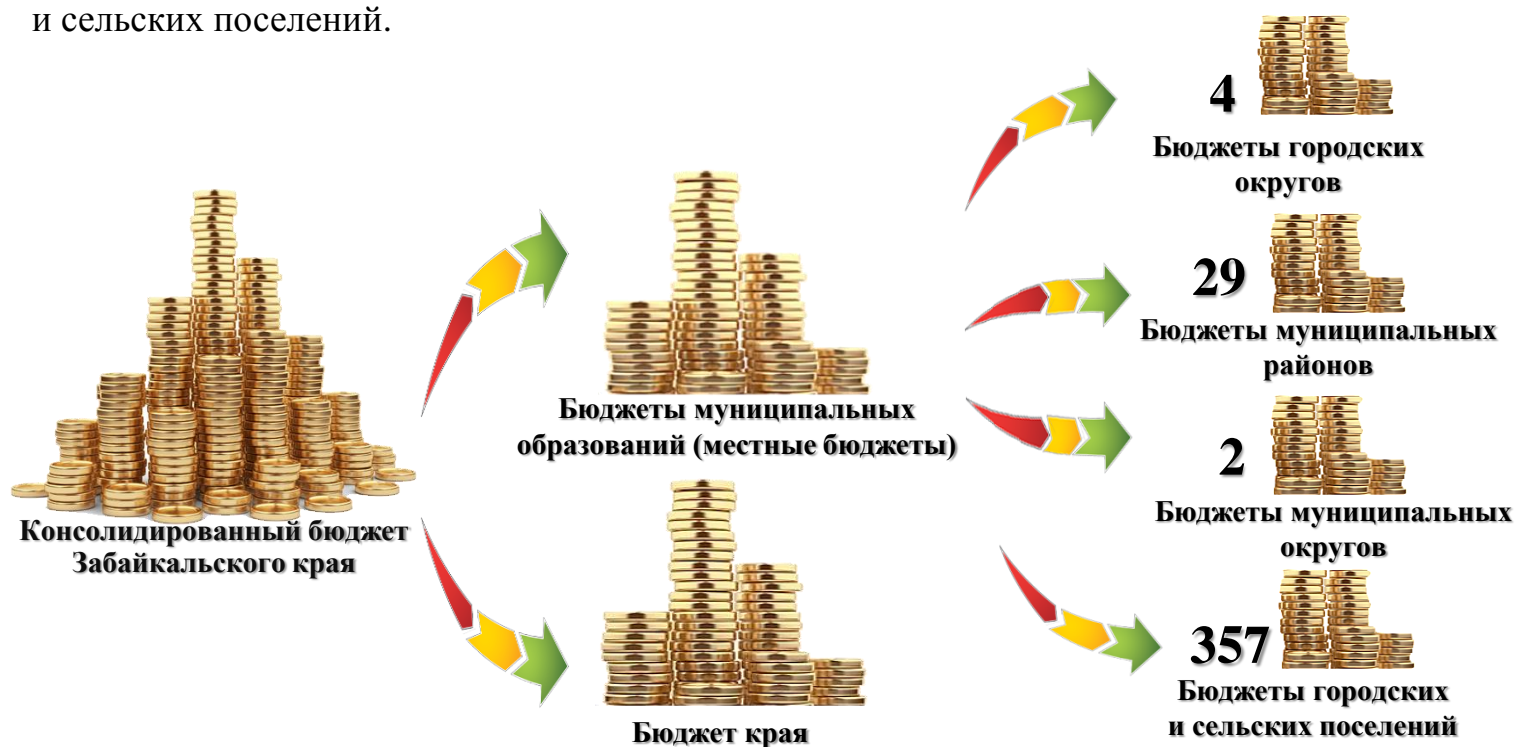 и сельских поселений.
4
Бюджеты городских
округов
29
Бюджеты муниципальных
районов
2
Бюджеты муниципальных
округов
357
Бюджеты городских
и сельских поселений
Бюджеты муниципальных
образований (местные бюджеты)
Консолидированный бюджет
Забайкальского края
Бюджет края